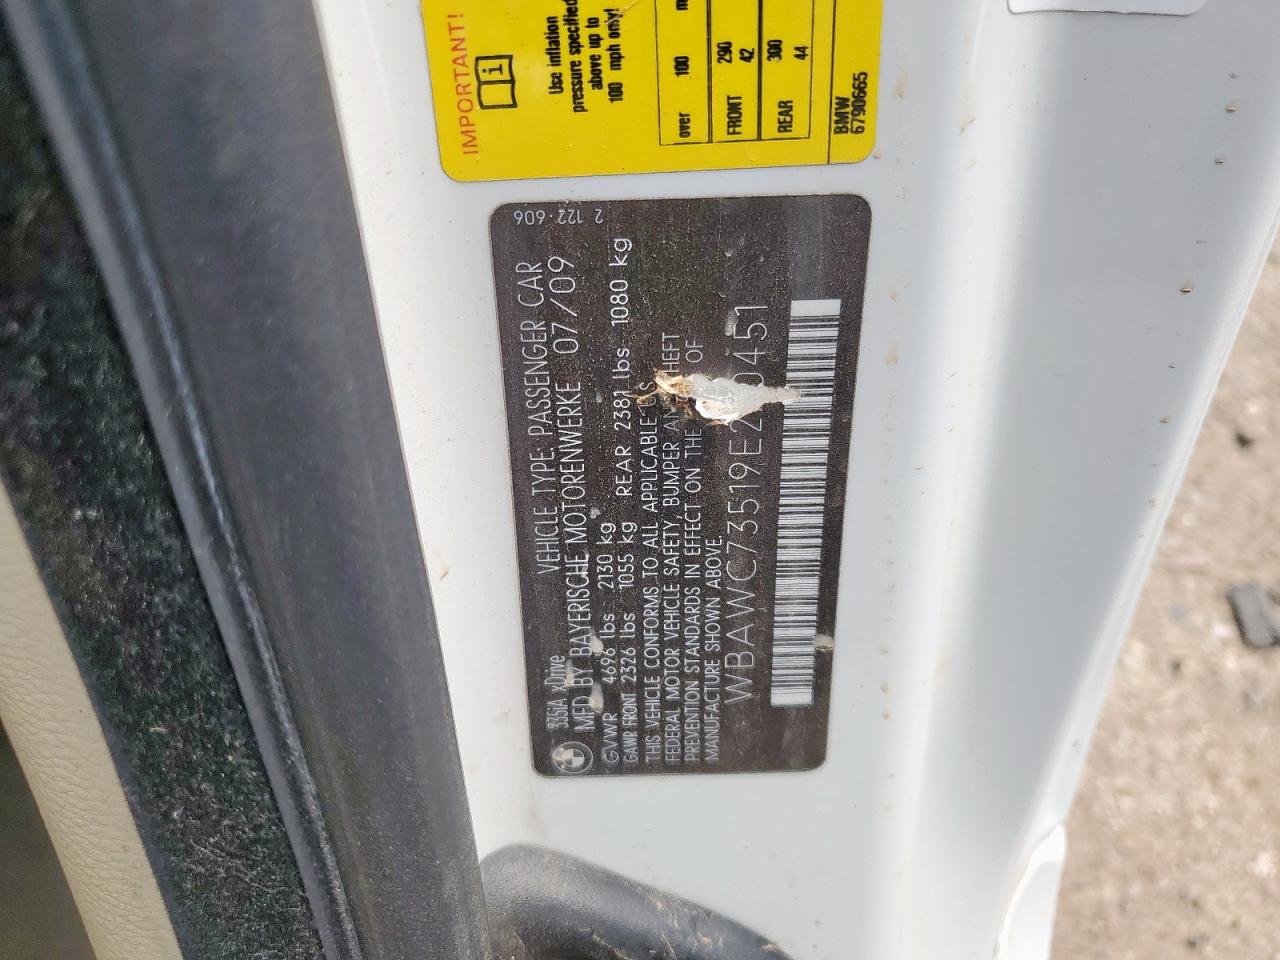 IMPORTANT!
Use inflation
pressure specified
above up to
100 mph only!
over 100
FRONT 290
42
REAR 300
44
BMW
6790665
2 122-606
335iA xDrive VEHICLE TYPE: PASSENGER CAR
MFD BY BAYERISCHE MOTORENWERKE 07/09
GVWR 4696 lbs 2130 kg
GAWR FRONT 2326 lbs 1055 kg REAR 2381 lbs 1080 kg
THIS VEHICLE CONFORMS TO ALL APPLICABLE
FEDERAL MOTOR VEHICLE SAFETY, BUMPER THEFT
PREVENTION STANDARDS IN EFFECT ON THE OF
MANUFACTURE SHOWN ABOVE.